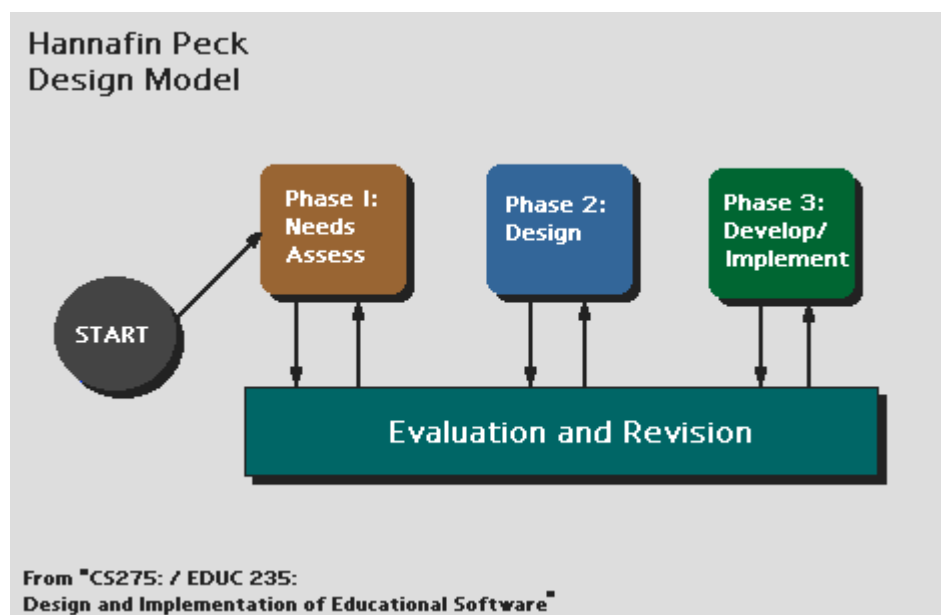 Hannafin Peck
Design Model
Phase 1:
Needs
Assess
Phase 2:
Design
Phase 3:
Develop/
Implement
START
Evaluation and Revision
From "CS275: / EDUC 235:
Design and Implementation of Educational Software"